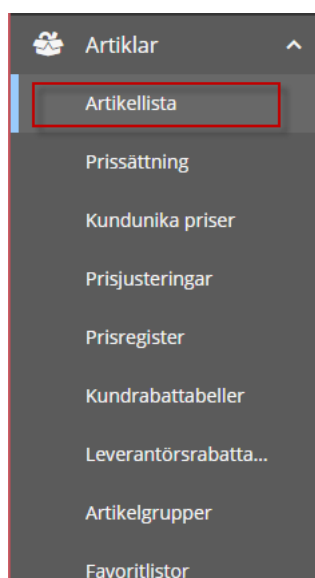 Artiklar
Artikellista
Prissättning
Kundunika priser
Prisjusteringar
Prisregister
Kundrabattabeller
Leverantörsrabatta...
Artikelgrupper
Favoritlistor